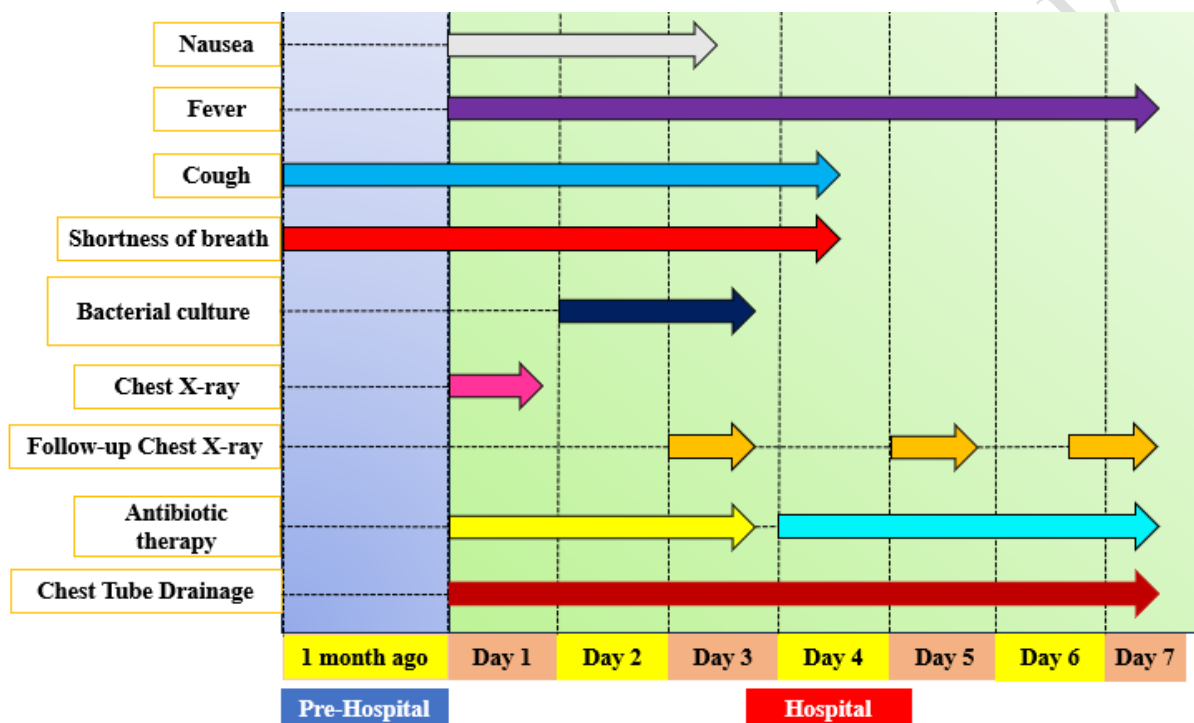 Nausea
Fever
Cough
Shortness of breath
Bacterial culture
Chest X-ray
Follow-up Chest X-ray
Antibiotic
therapy
Chest Tube Drainage
1 month ago Day 1 Day 2 Day 3 Day 4 Day 5 Day 6 Day 7
Pre-Hospital Hospital